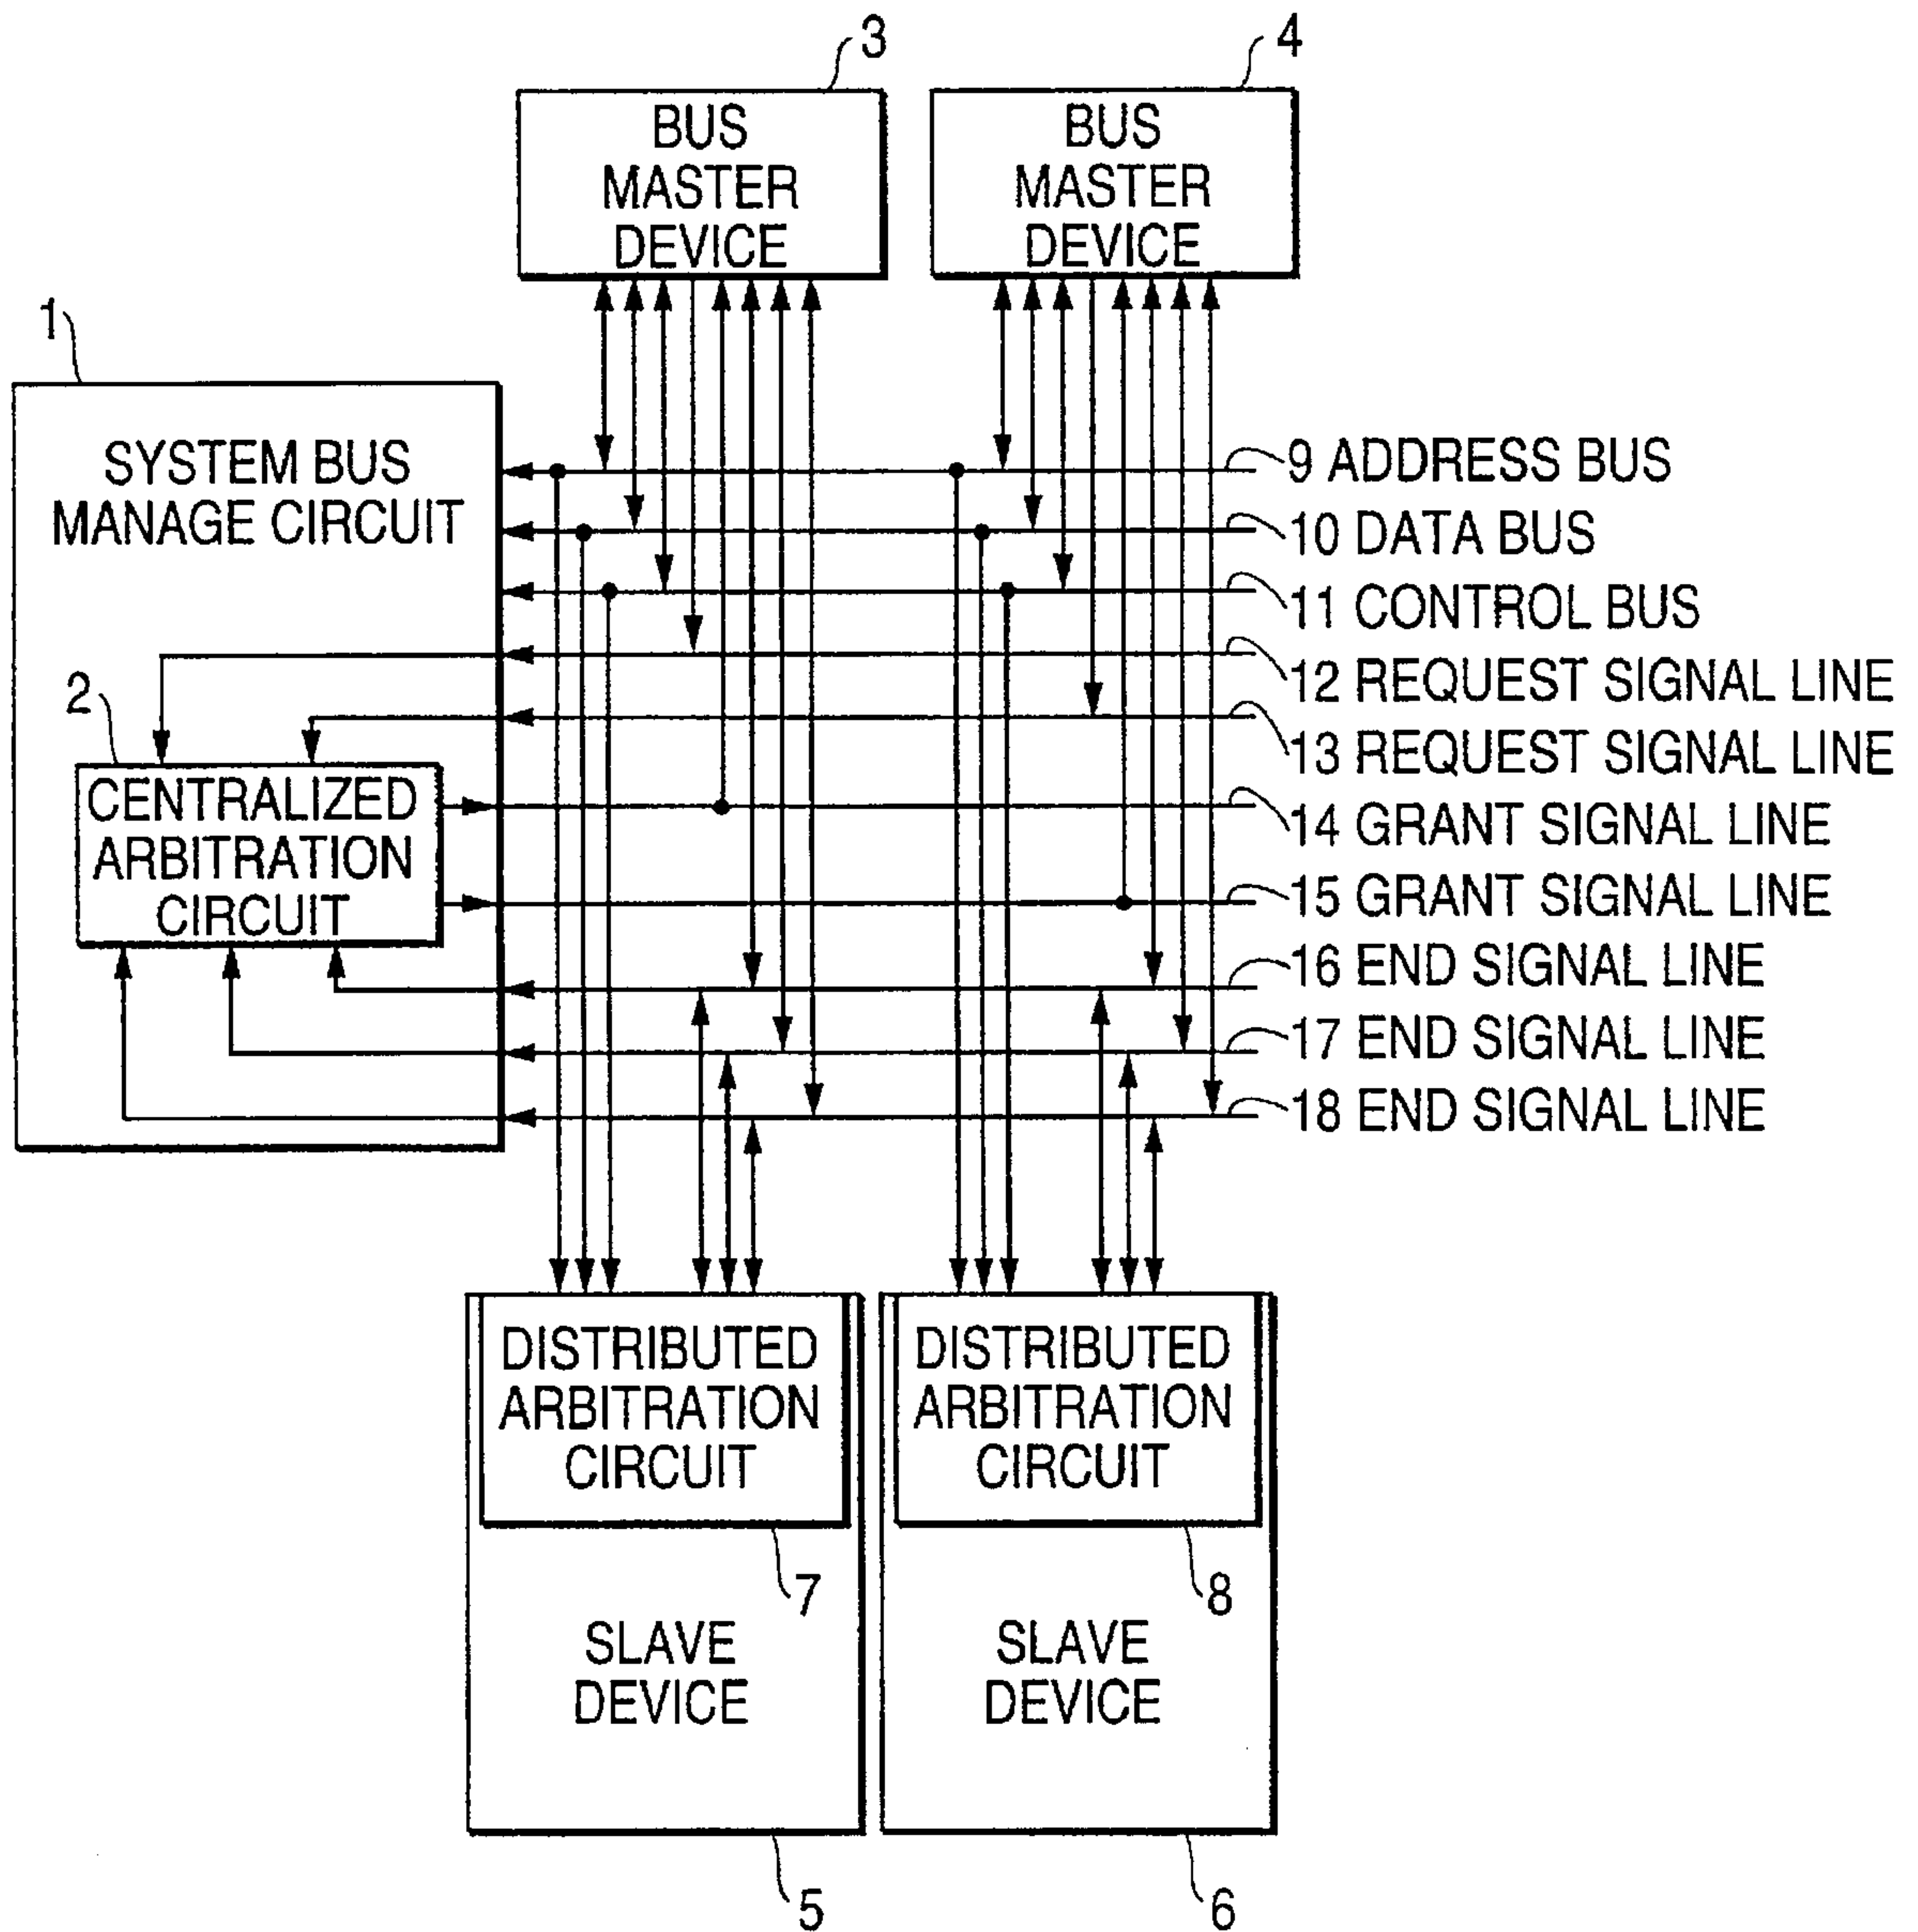 3
4
BUS
MASTER
DEVICE
BUS
MASTER
DEVICE
1
SYSTEM BUS
MANAGE CIRCUIT
9 ADDRESS BUS
10 DATA BUS
11 CONTROL BUS
12 REQUEST SIGNAL LINE
13 REQUEST SIGNAL LINE
2
CENTRALIZED
ARBITRATION
CIRCUIT
14 GRANT SIGNAL LINE
15 GRANT SIGNAL LINE
16 END SIGNAL LINE
17 END SIGNAL LINE
18 END SIGNAL LINE
DISTRIBUTED
ARBITRATION
CIRCUIT
7
SLAVE
DEVICE
5
DISTRIBUTED
ARBITRATION
CIRCUIT
8
SLAVE
DEVICE
6